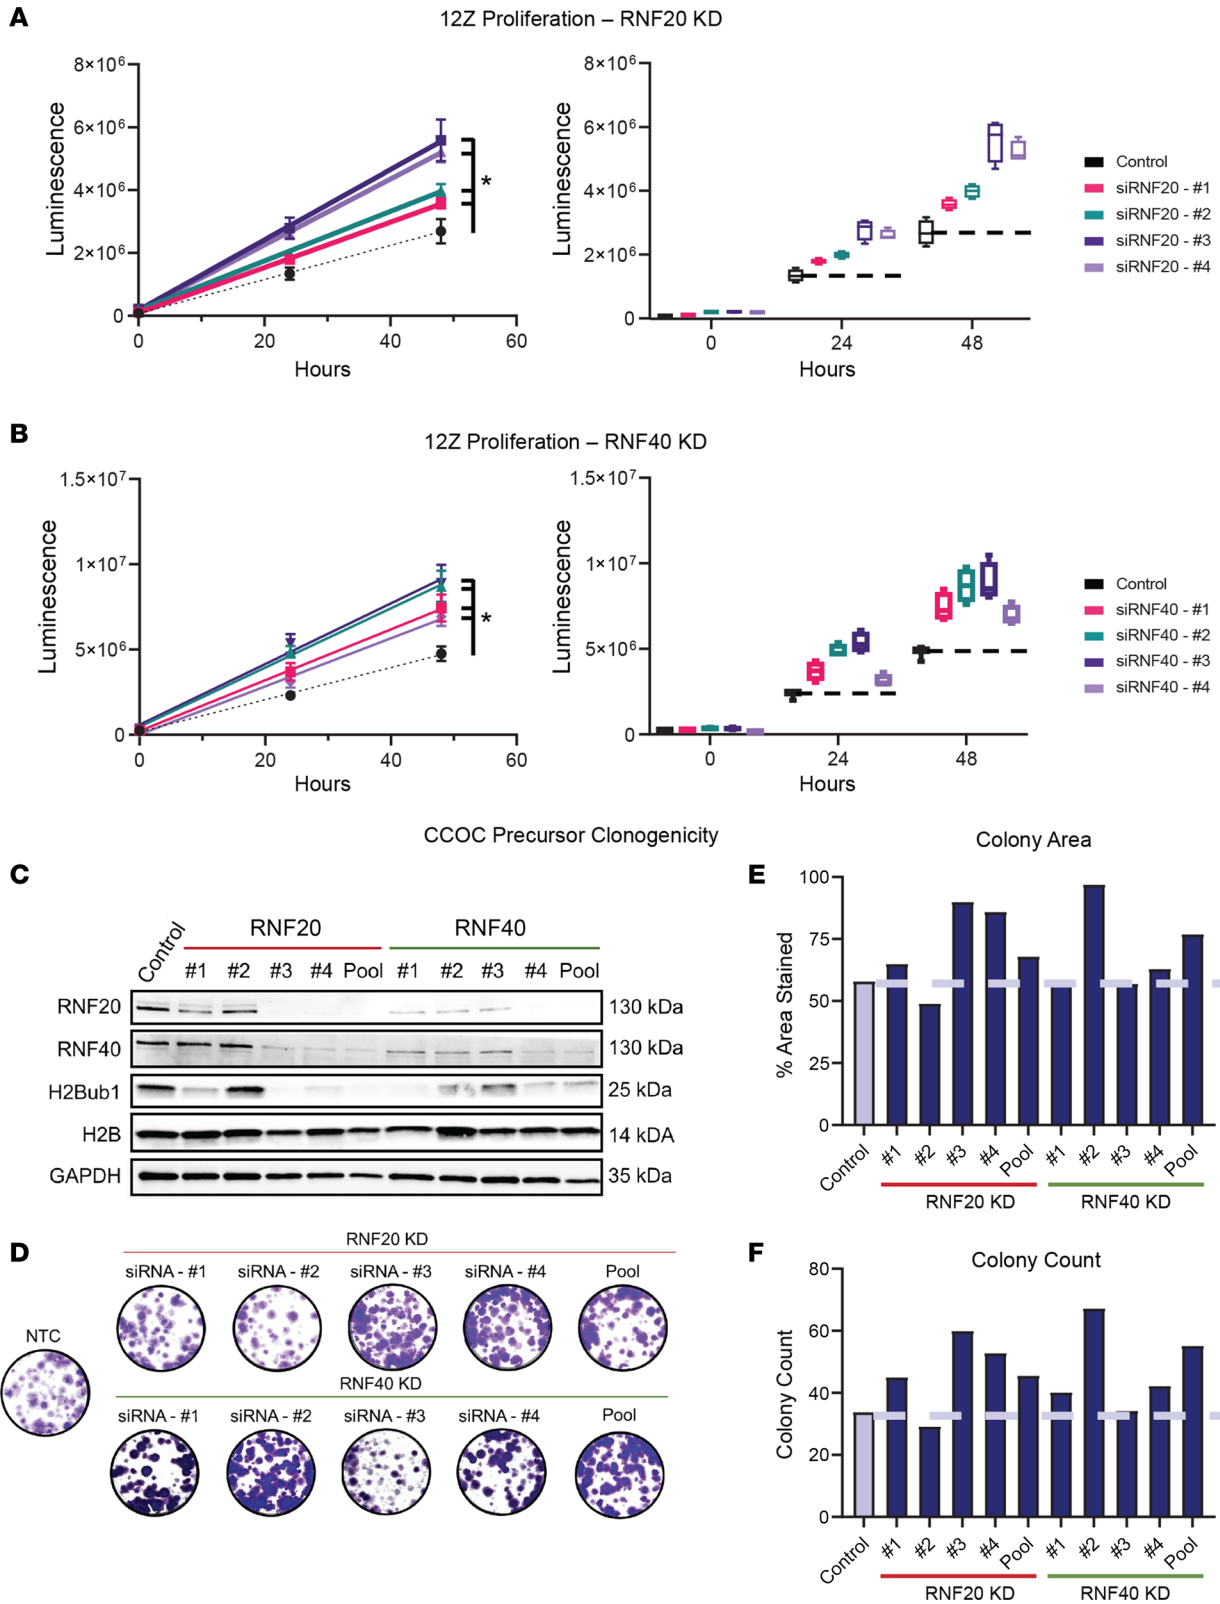 A
12Z Proliferation – RNF20 KD
8×10⁶
6×10⁶
4×10⁶
2×10⁶
0
Luminescence
0 20 40 60
Hours
*
8×10⁶
6×10⁶
4×10⁶
2×10⁶
0
Luminescence
0 24 48
Hours
Control
siRNF20 - #1
siRNF20 - #2
siRNF20 - #3
siRNF20 - #4
B
12Z Proliferation – RNF40 KD
1.5×10⁷
1×10⁷
5×10⁶
0
Luminescence
0 20 40 60
Hours
*
1.5×10⁷
1×10⁷
5×10⁶
0
Luminescence
0 24 48
Hours
Control
siRNF40 - #1
siRNF40 - #2
siRNF40 - #3
siRNF40 - #4
CCOC Precursor Clonogenicity
C
Control
RNF20 RNF40
#1 #2 #3 #4 Pool #1 #2 #3 #4 Pool
RNF20 130 kDa
RNF40 130 kDa
H2Bub1 25 kDa
H2B 14 kDA
GAPDH 35 kDa
D
RNF20 KD
siRNA - #1 siRNA - #2 siRNA - #3 siRNA - #4 Pool
NTC
RNF40 KD
siRNA - #1 siRNA - #2 siRNA - #3 siRNA - #4 Pool
E
Colony Area
100
75
50
25
0
% Area Stained
Control #1 #2 #3 #4 Pool #1 #2 #3 #4 Pool
RNF20 KD RNF40 KD
F
Colony Count
80
60
40
20
0
Colony Count
Control #1 #2 #3 #4 Pool #1 #2 #3 #4 Pool
RNF20 KD RNF40 KD